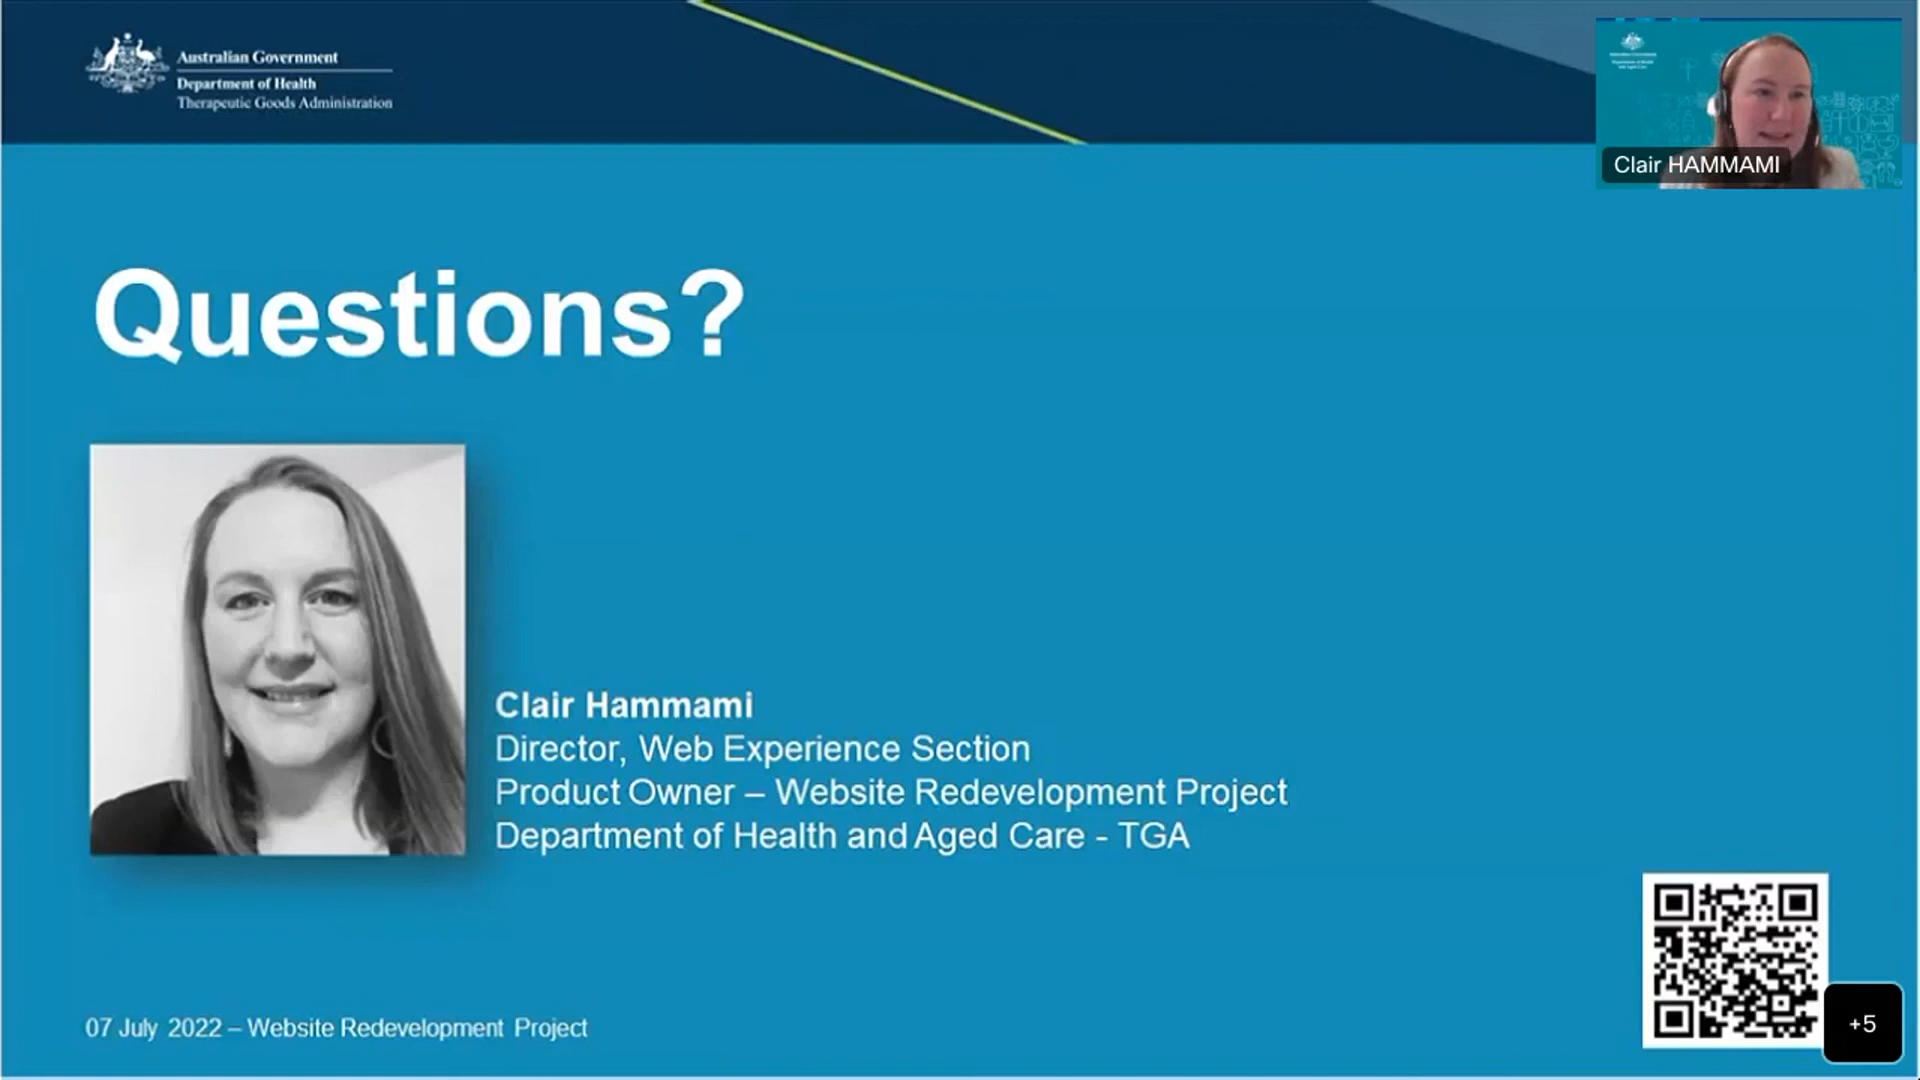 Australian Government
Department of Health
Therapeutic Goods Administration
Clair HAMMAMI
Questions?
Clair Hammami
Director, Web Experience Section
Product Owner – Website Redevelopment Project
Department of Health and Aged Care - TGA
07 July 2022 – Website Redevelopment Project
+5